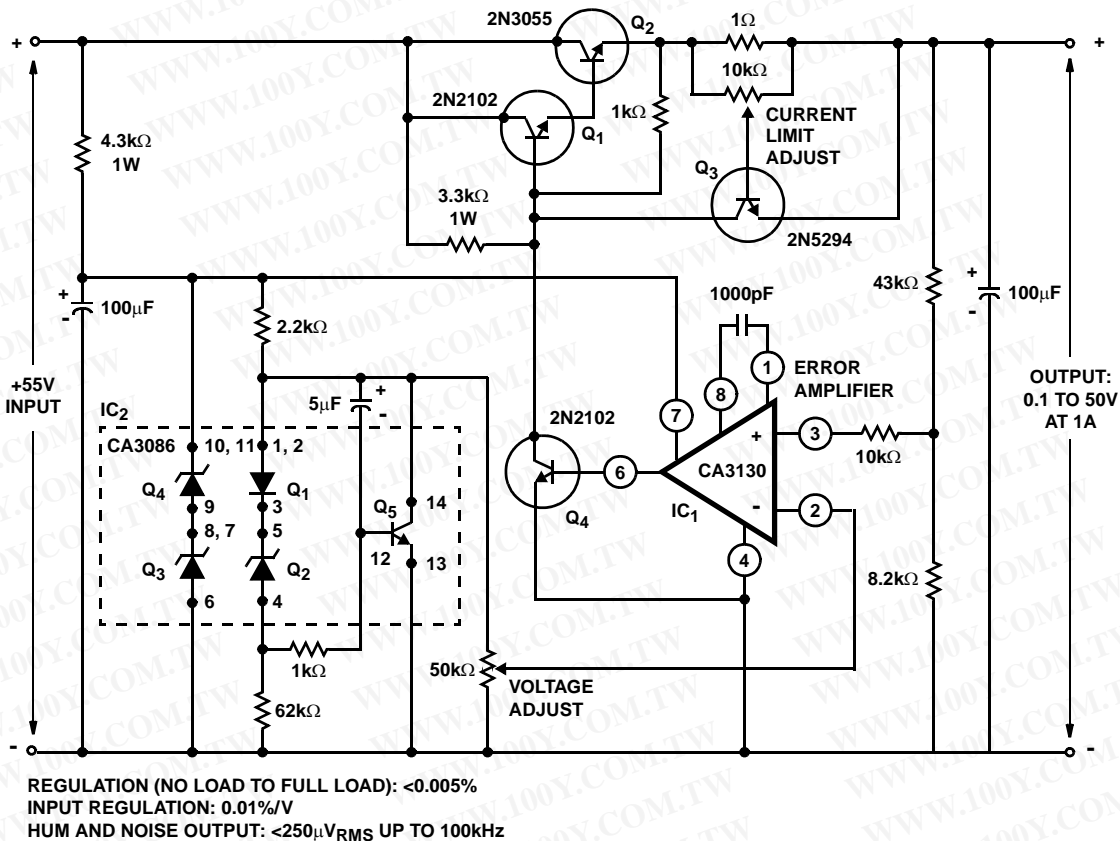 2N3055
Q2
1Ω
+
+
10kΩ
2N2102
Q1
1kΩ
CURRENT
LIMIT
ADJUST
4.3kΩ
1W
Q3
3.3kΩ
1W
2N5294
+
-
100μF
2.2kΩ
1000pF
43kΩ
+
-
100μF
+55V
INPUT
5μF
+
-
1
ERROR
AMPLIFIER
8
OUTPUT:
0.1 TO 50V
AT 1A
IC2
2N2102
7
CA3086
10, 11
1, 2
+
3
CA3130
6
10kΩ
Q4
Q1
14
9
3
Q5
-
2
IC1
8, 7
5
Q4
12
13
4
Q3
Q2
8.2kΩ
6
4
1kΩ
50kΩ
VOLTAGE
ADJUST
62kΩ
-
-
REGULATION (NO LOAD TO FULL LOAD): <0.005%
INPUT REGULATION: 0.01%/V
HUM AND NOISE OUTPUT: <250μVRMS UP TO 100kHz
WWW.100Y.COM.TW